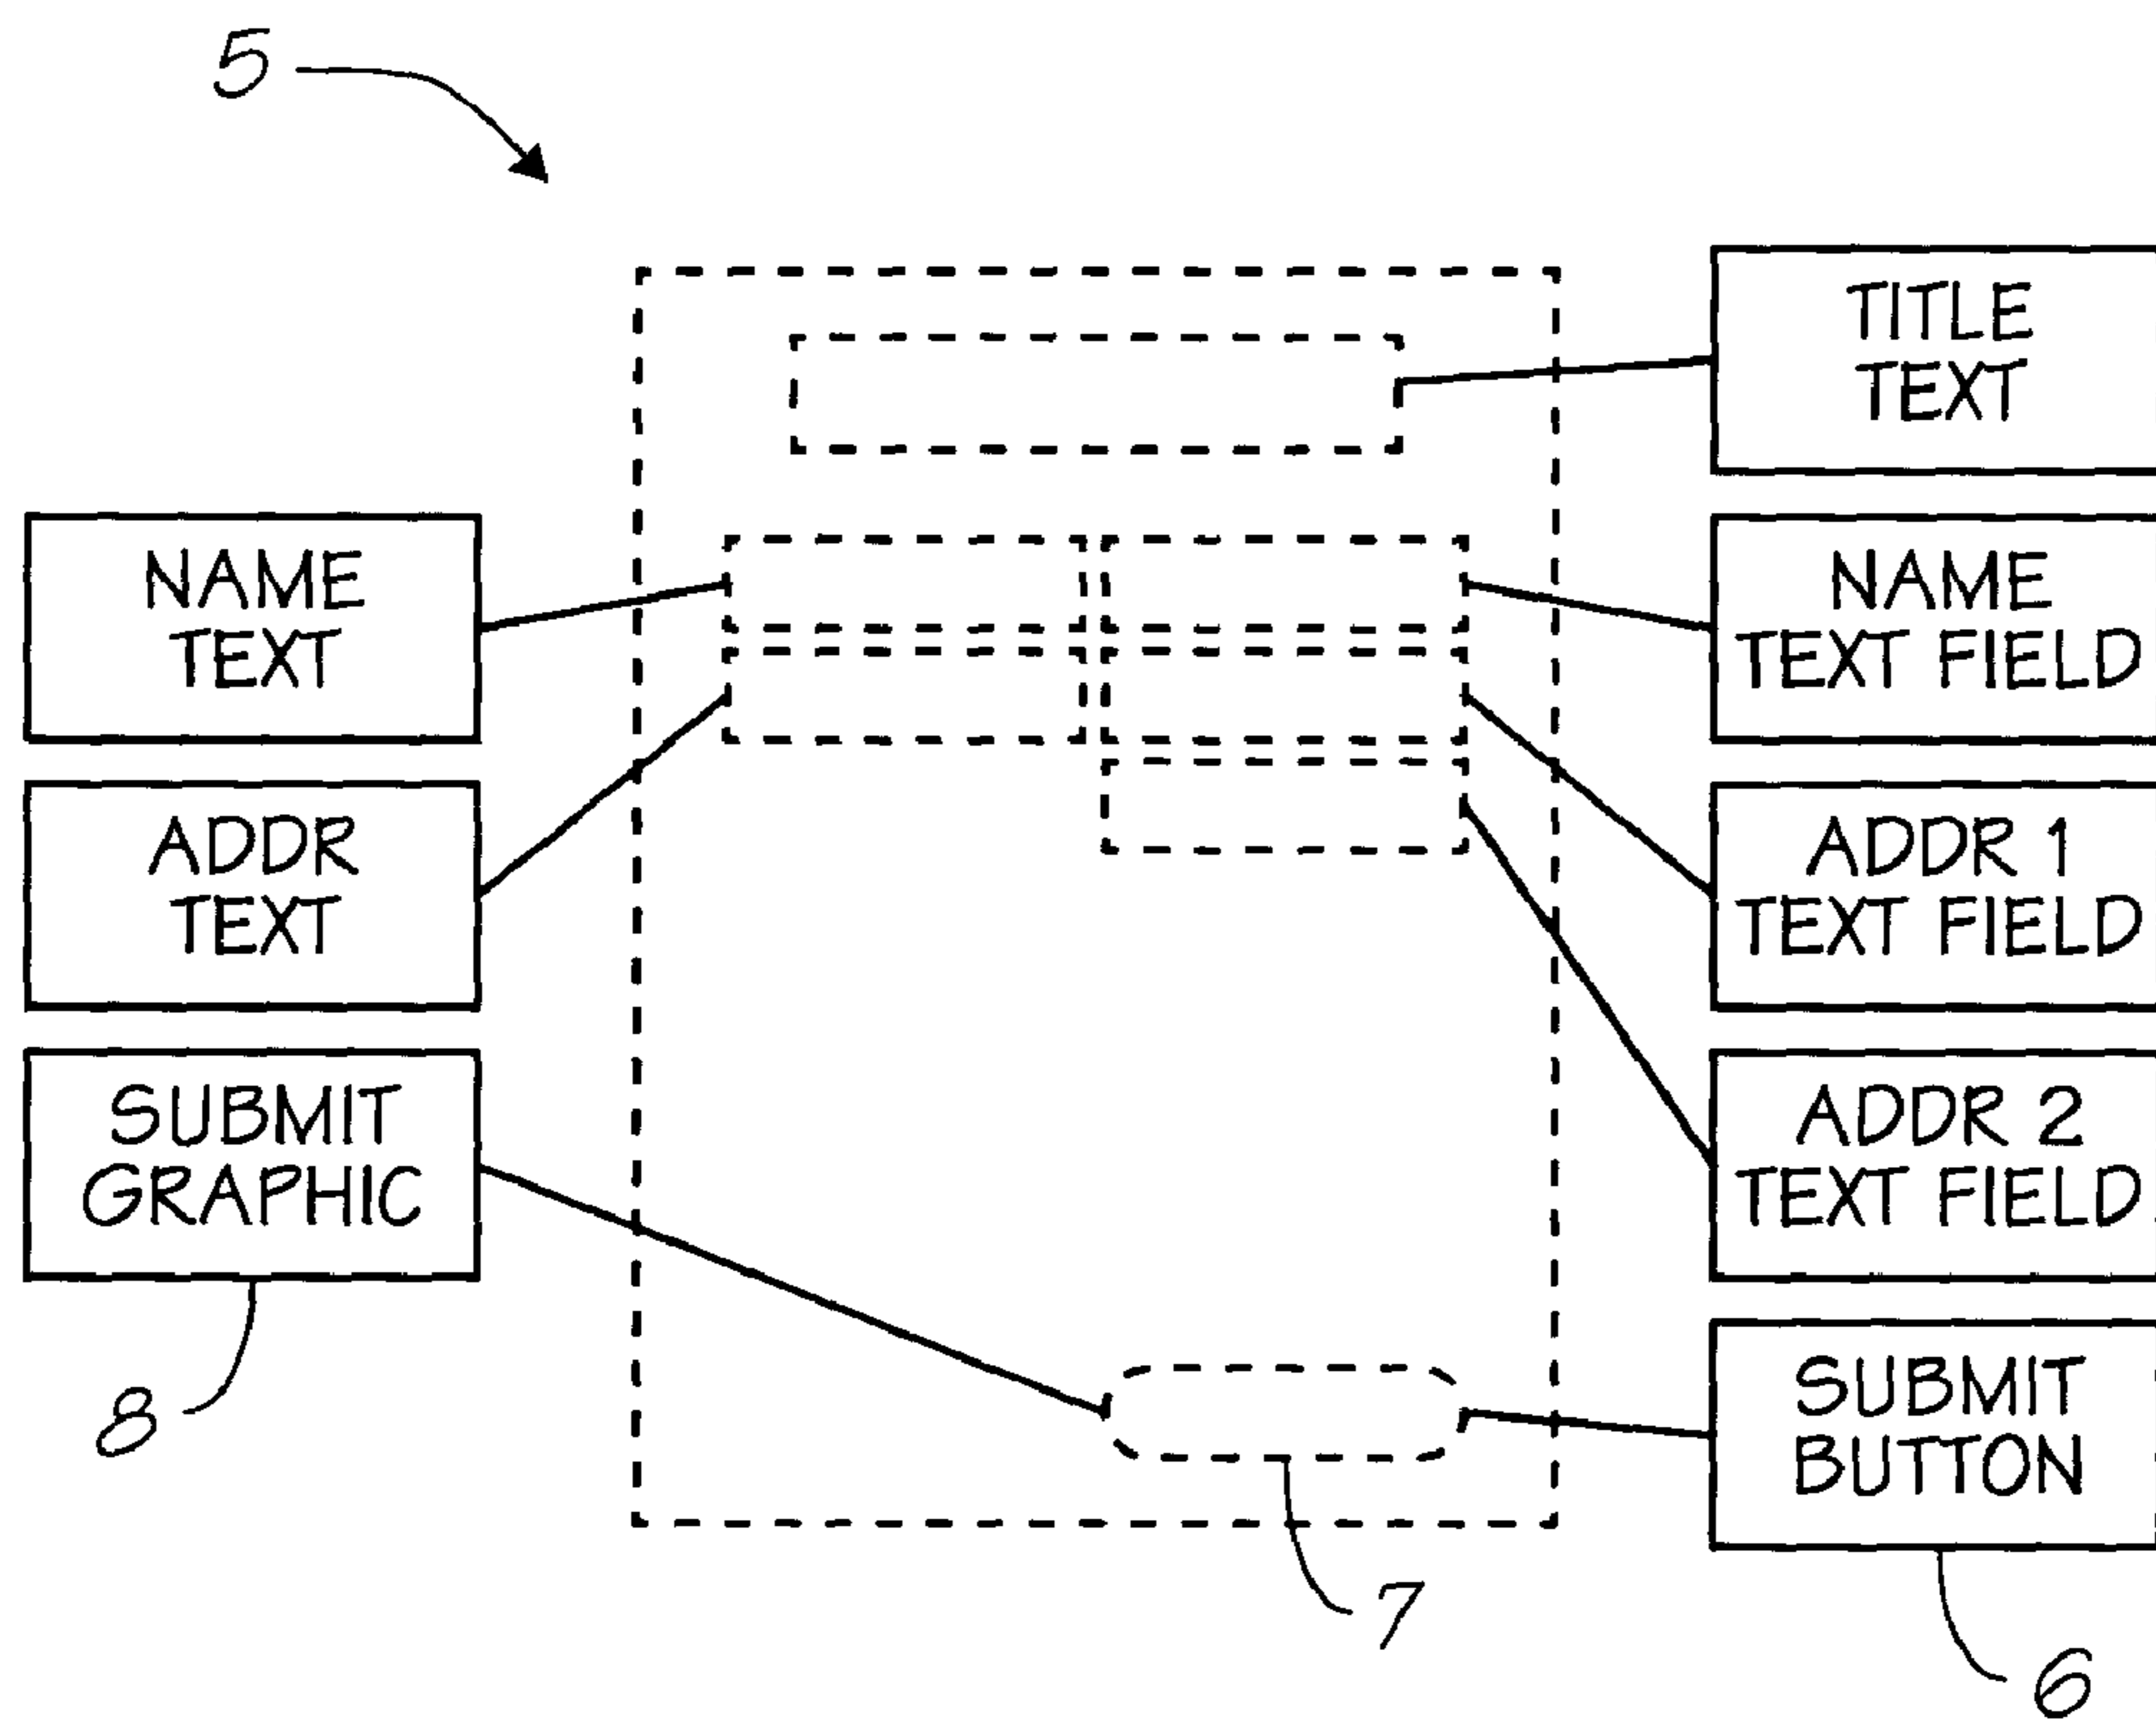 5
TITLE
TEXT
NAME
TEXT
NAME
TEXT FIELD
ADDR
TEXT
ADDR 1
TEXT FIELD
SUBMIT
GRAPHIC
ADDR 2
TEXT FIELD
SUBMIT
BUTTON
8
7
6